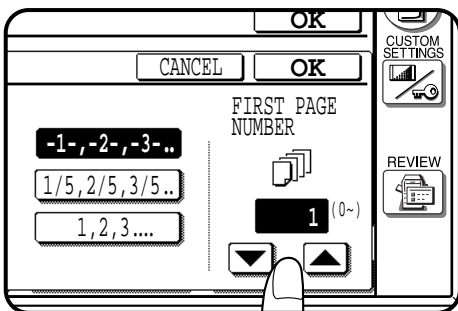 OK
CUSTOM
SETTINGS
CANCEL
OK
FIRST PAGE
NUMBER
-1-,-2-,-3-..
1/5,2/5,3/5..
1,2,3....
1
(0~)
REVIEW